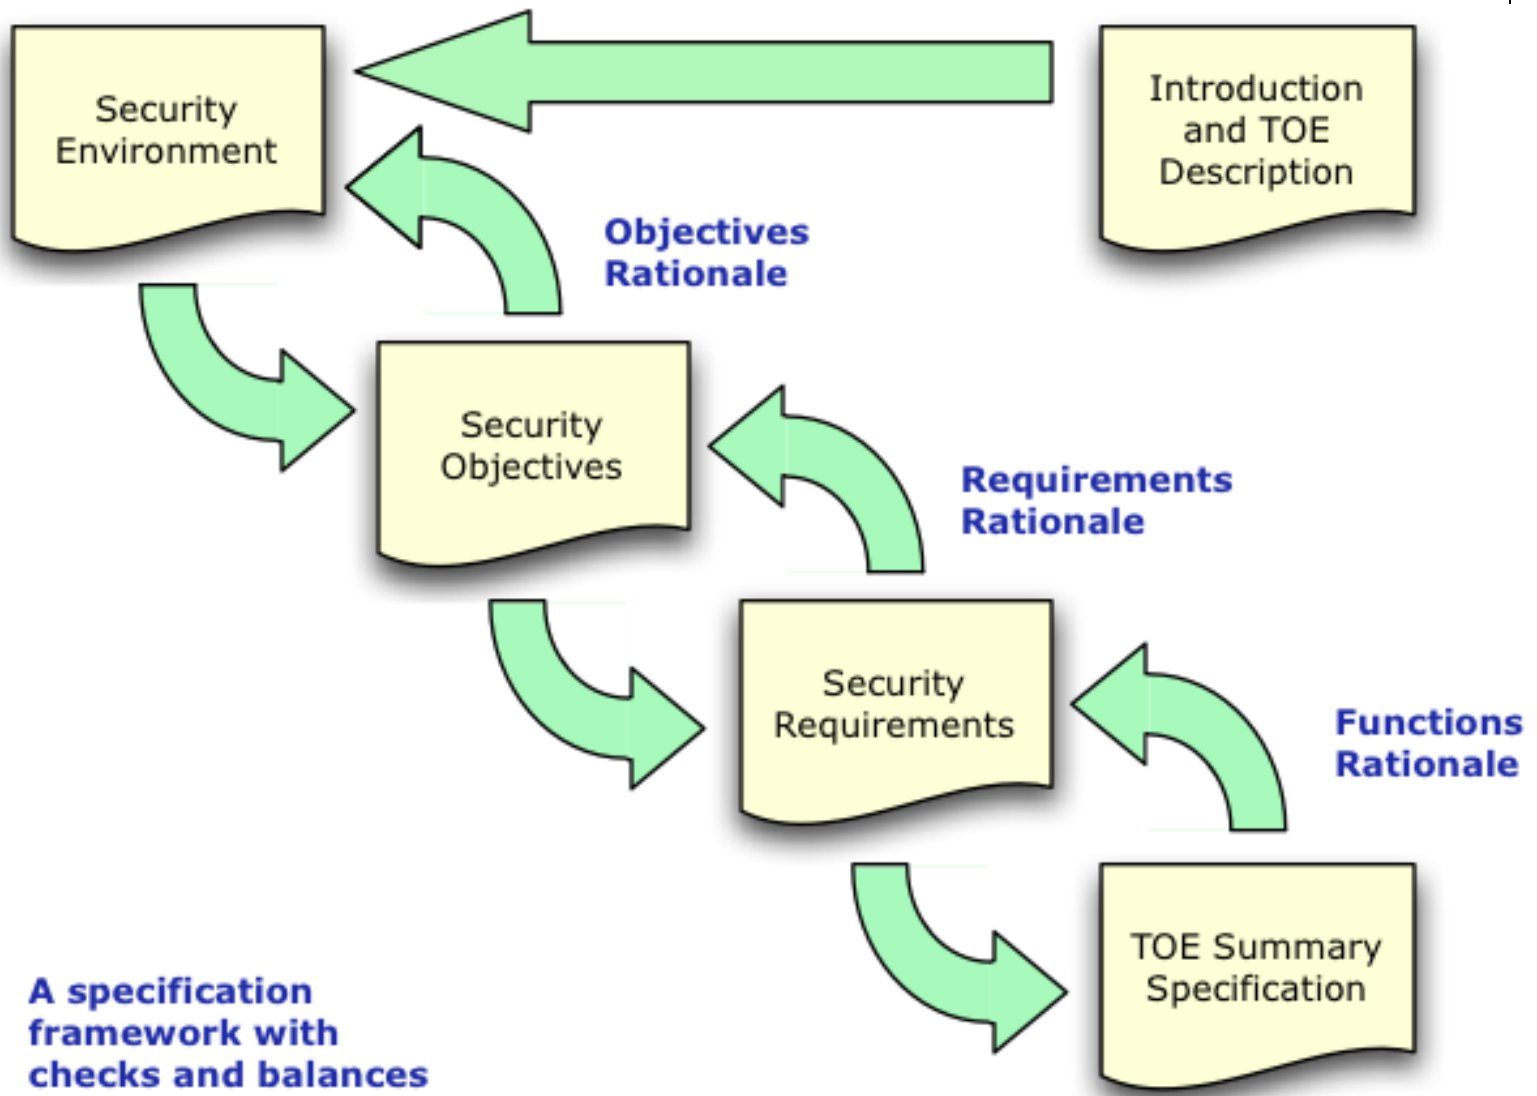 Security
Environment
Introduction
and TOE
Description
Objectives
Rationale
Security
Objectives
Requirements
Rationale
Security
Requirements
Functions
Rationale
TOE Summary
Specification
A specification
framework with
checks and balances